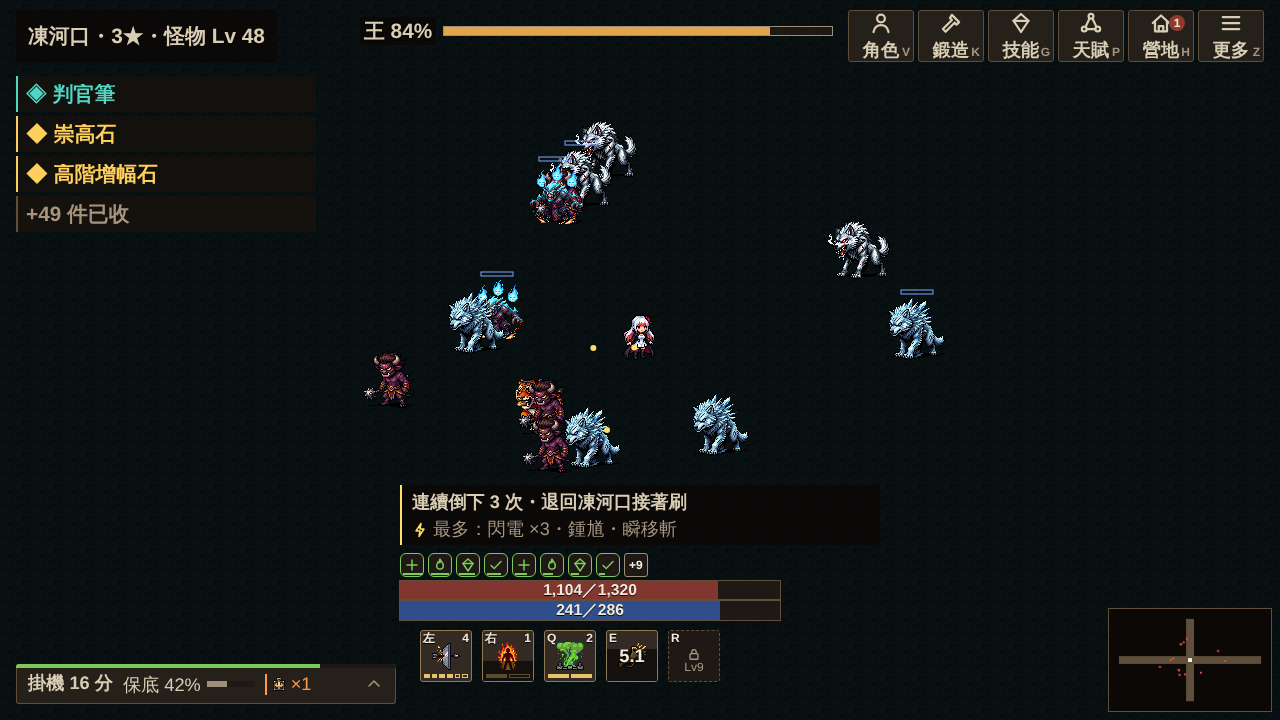 凍河口・3★・怪物 Lv 48
王 84%
角色 V
鍛造 K
技能 G
天賦 P
營地 H
1
更多 Z
◈ 判官筆
◆ 崇高石
◆ 高階增幅石
+49 件已收
連續倒下 3 次・退回凍河口接著刷
最多：閃電 ×3・鍾馗・瞬移斬
+9
1,104／1,320
241／286
左 4
右 1
Q 2
E 5.1
R Lv9
掛機 16 分 保底 42% ×1